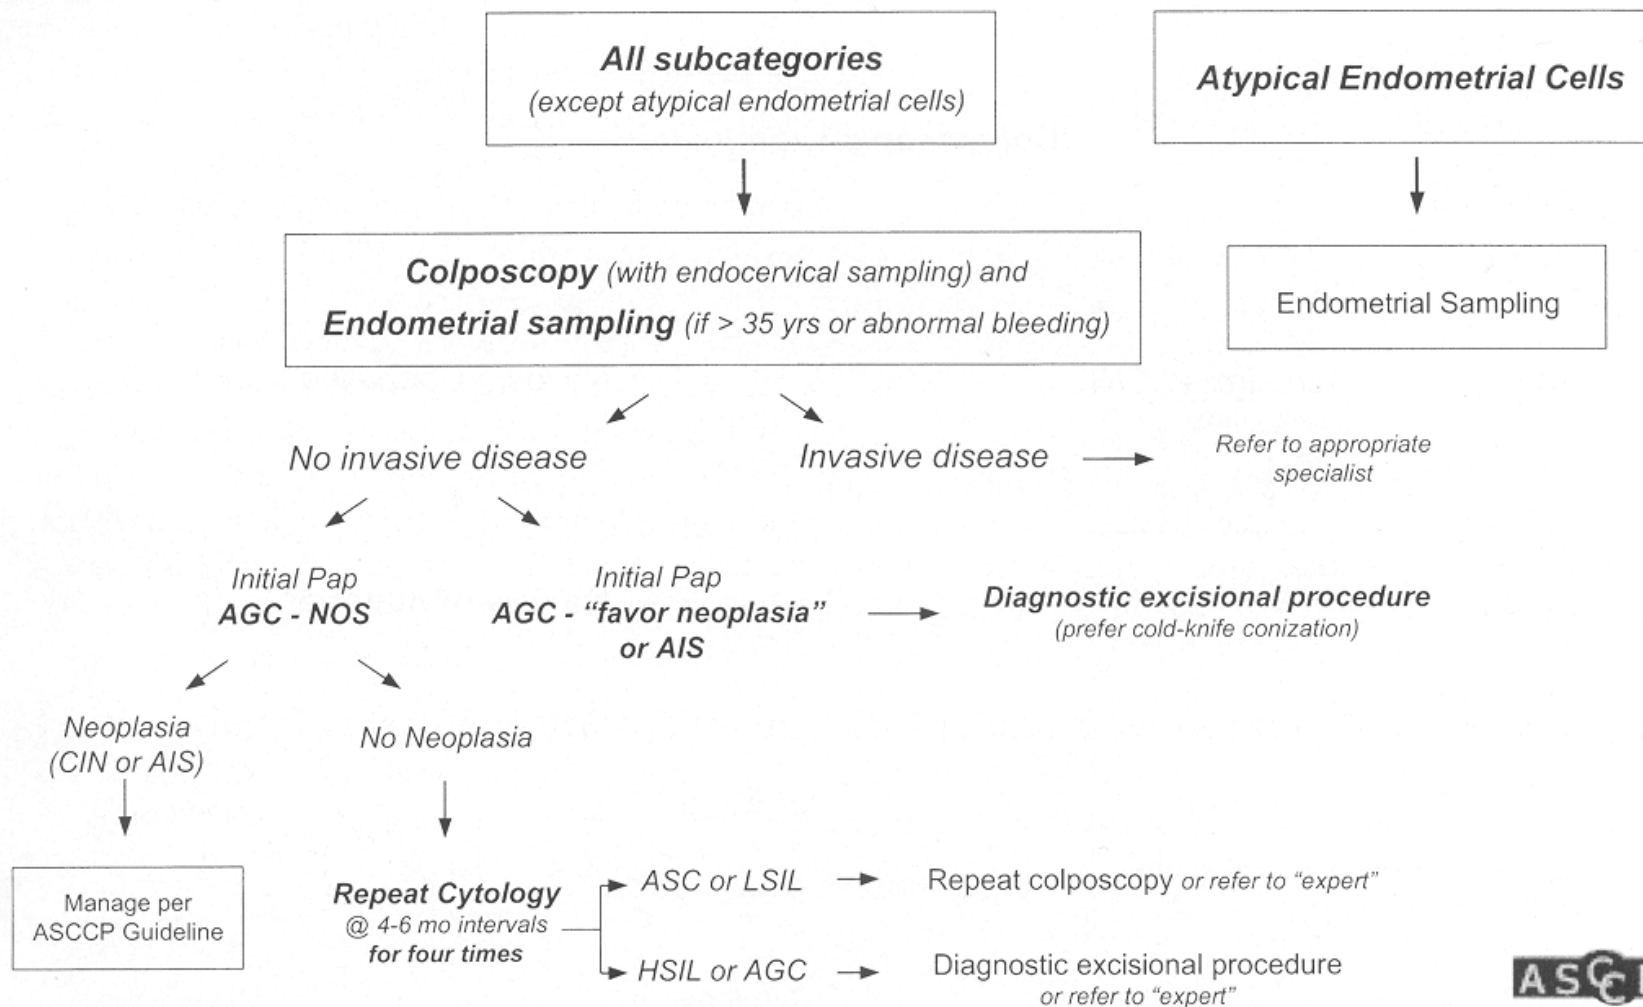 All subcategories
(except atypical endometrial cells)
Atypical Endometrial Cells
Colposcopy (with endocervical sampling) and
Endometrial sampling (if > 35 yrs or abnormal bleeding)
Endometrial Sampling
No invasive disease
Invasive disease
Refer to appropriate
specialist
Initial Pap
AGC - NOS
Initial Pap
AGC - “favor neoplasia”
or AIS
Diagnostic excisional procedure
(prefer cold-knife conization)
Neoplasia
(CIN or AIS)
No Neoplasia
Manage per
ASCCP Guideline
Repeat Cytology
@ 4-6 mo intervals
for four times
ASC or LSIL
Repeat colposcopy or refer to “expert”
HSIL or AGC
Diagnostic excisional procedure
or refer to “expert”
ASCC